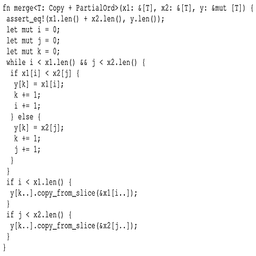 fn merge<T: Copy + PartialOrd>(x1: &[T], x2: &[T], y: &mut [T]) {
 assert_eq!(x1.len() + x2.len(), y.len());
 let mut i = 0;
 let mut j = 0;
 let mut k = 0;
 while i < x1.len() && j < x2.len() {
  if x1[i] < x2[j] {
   y[k] = x1[i];
   k += 1;
   i += 1;
  } else {
   y[k] = x2[j];
   k += 1;
   j += 1;
  }
 }
 if i < x1.len() {
  y[k..].copy_from_slice(&x1[i..]);
 }
 if j < x2.len() {
  y[k..].copy_from_slice(&x2[j..]);
 }
}